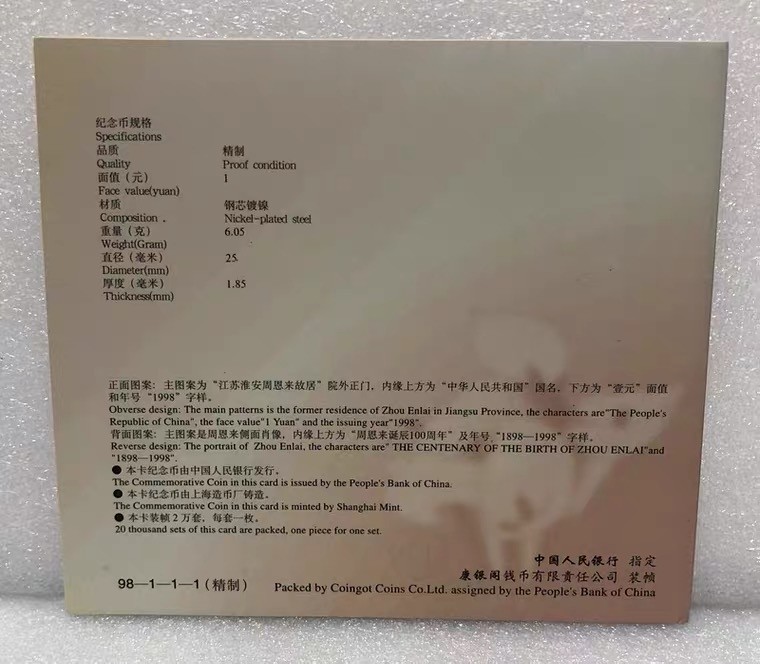 纪念币规格
Specifications
品质 精制
Quality Proof condition
面值（元） 1
Face value(yuan)
材质 钢芯镀镍
Composition . Nickel-plated steel
重量（克） 6.05
Weight(Gram)
直径（毫米） 25
Diameter(mm)
厚度（毫米） 1.85
Thickness(mm)
正面图案：主图案为“江苏淮安周恩来故居”院外正门，内缘上方为“中华人民共和国”国名，下方为“壹元”面值
和年号“1998”字样。
Obverse design: The main patterns is the former residence of Zhou Enlai in Jiangsu Province, the characters are"The People's
Republic of China", the face value"1 Yuan" and the issuing year"1998".
背面图案：主图案是周恩来侧面肖像，内缘上方为“周恩来诞辰100周年”及年号“1898—1998”字样。
Reverse design: The portrait of Zhou Enlai, the characters are" THE CENTENARY OF THE BIRTH OF ZHOU ENLAI"and
"1898—1998".
● 本卡纪念币由中国人民银行发行。
The Commemorative Coin in this card is issued by the People's Bank of China.
● 本卡纪念币由上海造币厂铸造。
The Commemorative Coin in this card is minted by Shanghai Mint.
● 本卡装帧 2 万套，每套一枚。
20 thousand sets of this card are packed, one piece for one set.
中国人民银行 指定
康银阁钱币有限责任公司 装帧
98—1—1—1（精制）
Packed by Coingot Coins Co.Ltd. assigned by the People's Bank of China